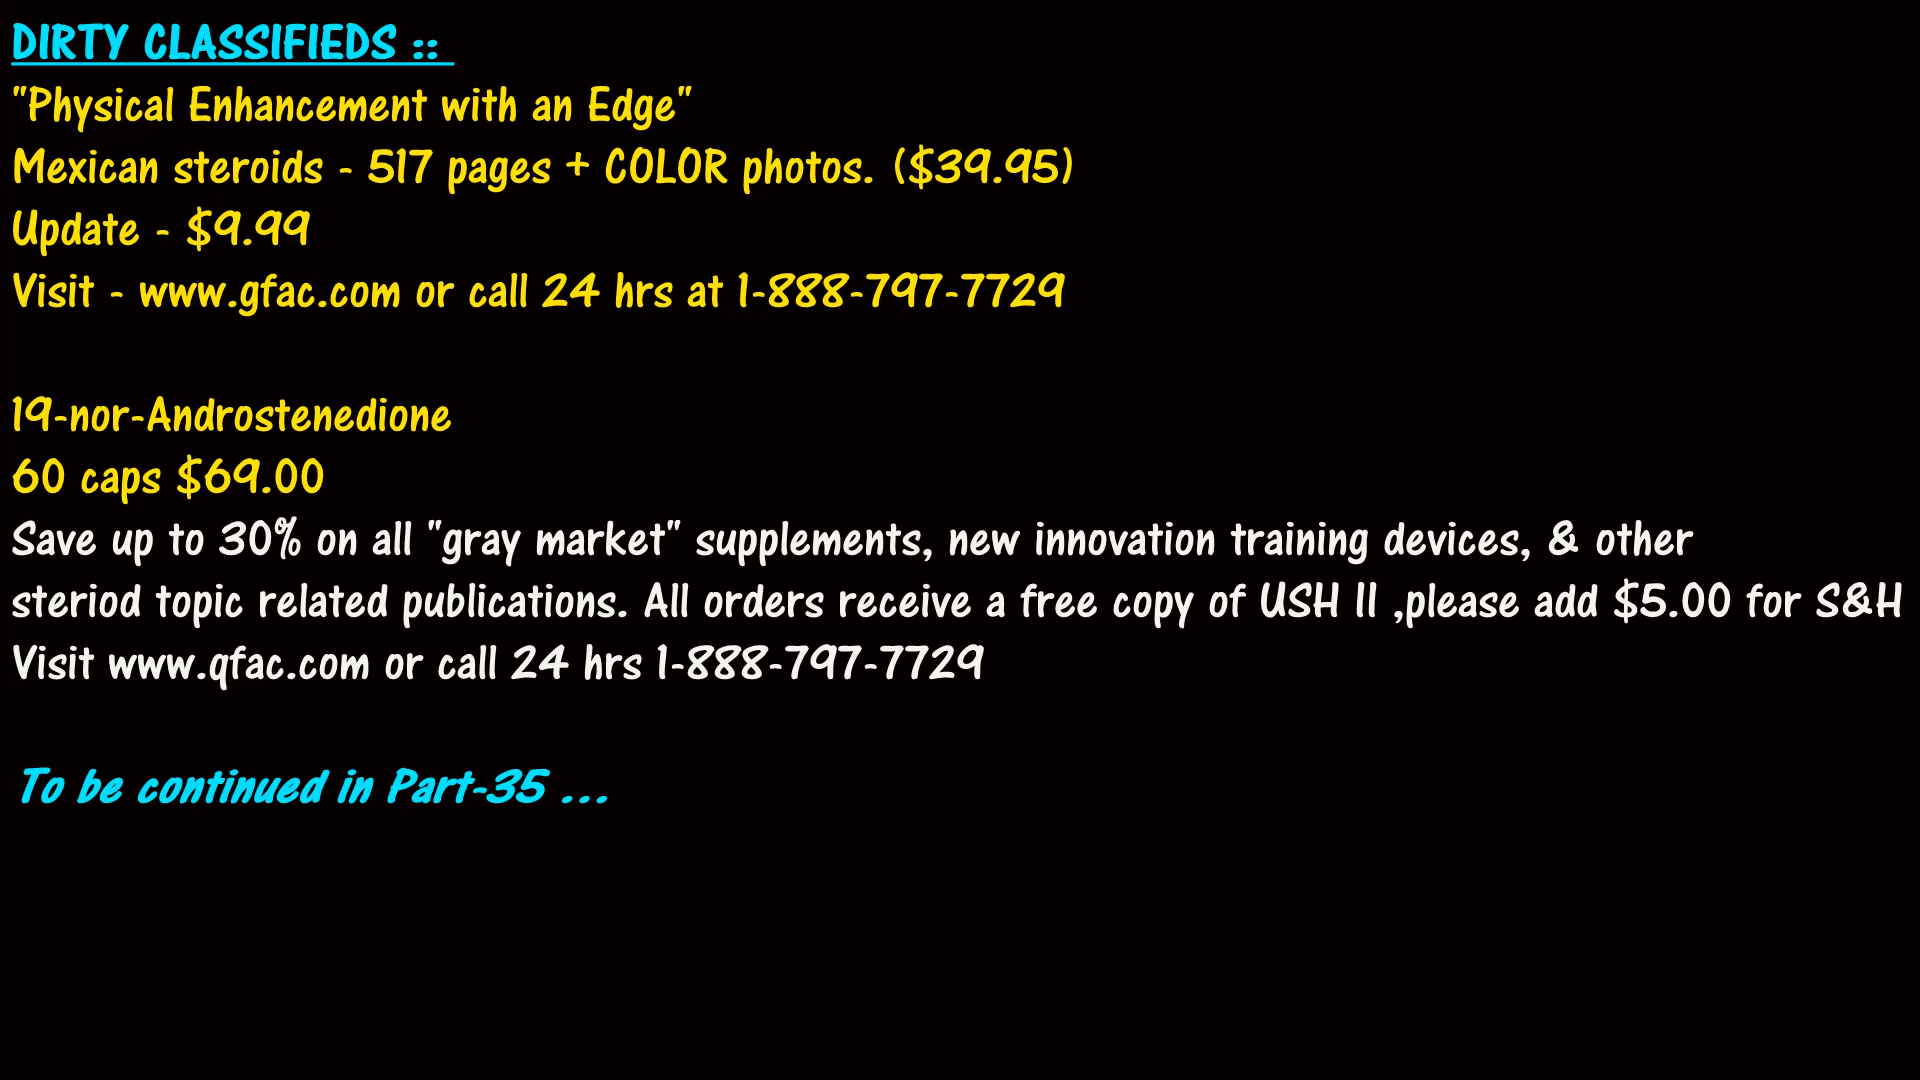 DIRTY CLASSIFIEDS ::
"Physical Enhancement with an Edge"
Mexican steroids - 517 pages + COLOR photos. ($39.95)
Update - $9.99
Visit - www.gfac.com or call 24 hrs at 1-888-797-7729
19-nor-Androstenedione
60 caps $69.00
Save up to 30% on all "gray market" supplements, new innovation training devices, & other
steriod topic related publications. All orders receive a free copy of USH II ,please add $5.00 for S&H
Visit www.qfac.com or call 24 hrs 1-888-797-7729
To be continued in Part-35 ...